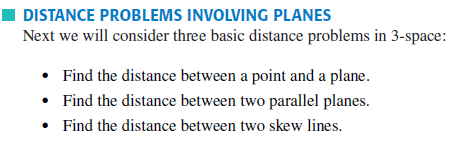 DISTANCE PROBLEMS INVOLVING PLANES
Next we will consider three basic distance problems in 3-space:
• Find the distance between a point and a plane.
• Find the distance between two parallel planes.
• Find the distance between two skew lines.